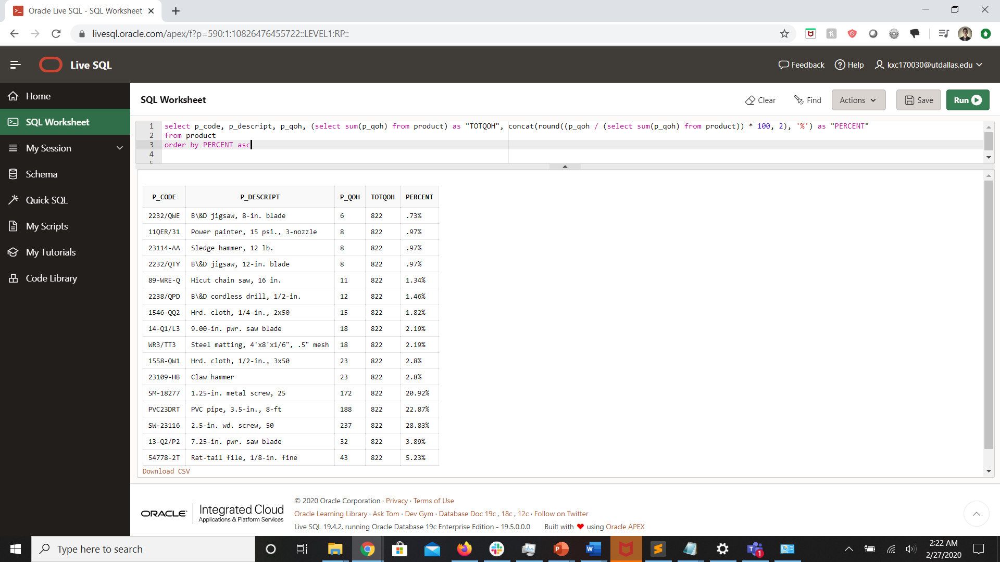 Oracle Live SQL - SQL Worksheet
livesql.oracle.com/apex/f?p=590:1:10826476455722::LEVEL1:RP::
Live SQL
Feedback
Help
kxc170030@utdallas.edu
Home
SQL Worksheet
My Session
Schema
Quick SQL
My Scripts
My Tutorials
Code Library
SQL Worksheet
Clear
Find
Actions
Save
Run
1 select p_code, p_descript, p_qoh, (select sum(p_qoh) from product) as "TOTQOH", concat(round((p_qoh / (select sum(p_qoh) from product)) * 100, 2), '%') as "PERCENT"
2 from product
3 order by PERCENT asc
4
5
P_CODE P_DESCRIPT P_QOH TOTQOH PERCENT
2232/QWE B\&D jigsaw, 8-in. blade 6 822 .73%
11QER/31 Power painter, 15 psi., 3-nozzle 8 822 .97%
23114-AA Sledge hammer, 12 lb. 8 822 .97%
2232/QTY B\&D jigsaw, 12-in. blade 8 822 .97%
89-WRE-Q Hicut chain saw, 16 in. 11 822 1.34%
2238/QPD B\&D cordless drill, 1/2-in. 12 822 1.46%
1546-QQ2 Hrd. cloth, 1/4-in., 2x50 15 822 1.82%
14-Q1/L3 9.00-in. pwr. saw blade 18 822 2.19%
WR3/TT3 Steel matting, 4'x8'x1/6", .5" mesh 18 822 2.19%
1558-QW1 Hrd. cloth, 1/2-in., 3x50 23 822 2.8%
23109-HB Claw hammer 23 822 2.8%
SM-18277 1.25-in. metal screw, 25 172 822 20.92%
PVC23DRT PVC pipe, 3.5-in., 8-ft 188 822 22.87%
SW-23116 2.5-in. wd. screw, 50 237 822 28.83%
13-Q2/P2 7.25-in. pwr. saw blade 32 822 3.89%
54778-2T Rat-tail file, 1/8-in. fine 43 822 5.23%
Download CSV
ORACLE Integrated Cloud
Applications & Platform Services
© 2020 Oracle Corporation · Privacy · Terms of Use
Oracle Learning Library · Ask Tom · Dev Gym · Database Doc 19c, 18c, 12c · Follow on Twitter
Live SQL 19.4.2, running Oracle Database 19c Enterprise Edition - 19.5.0.0.0 Built with ❤ using Oracle APEX
Type here to search
2:22 AM
2/27/2020